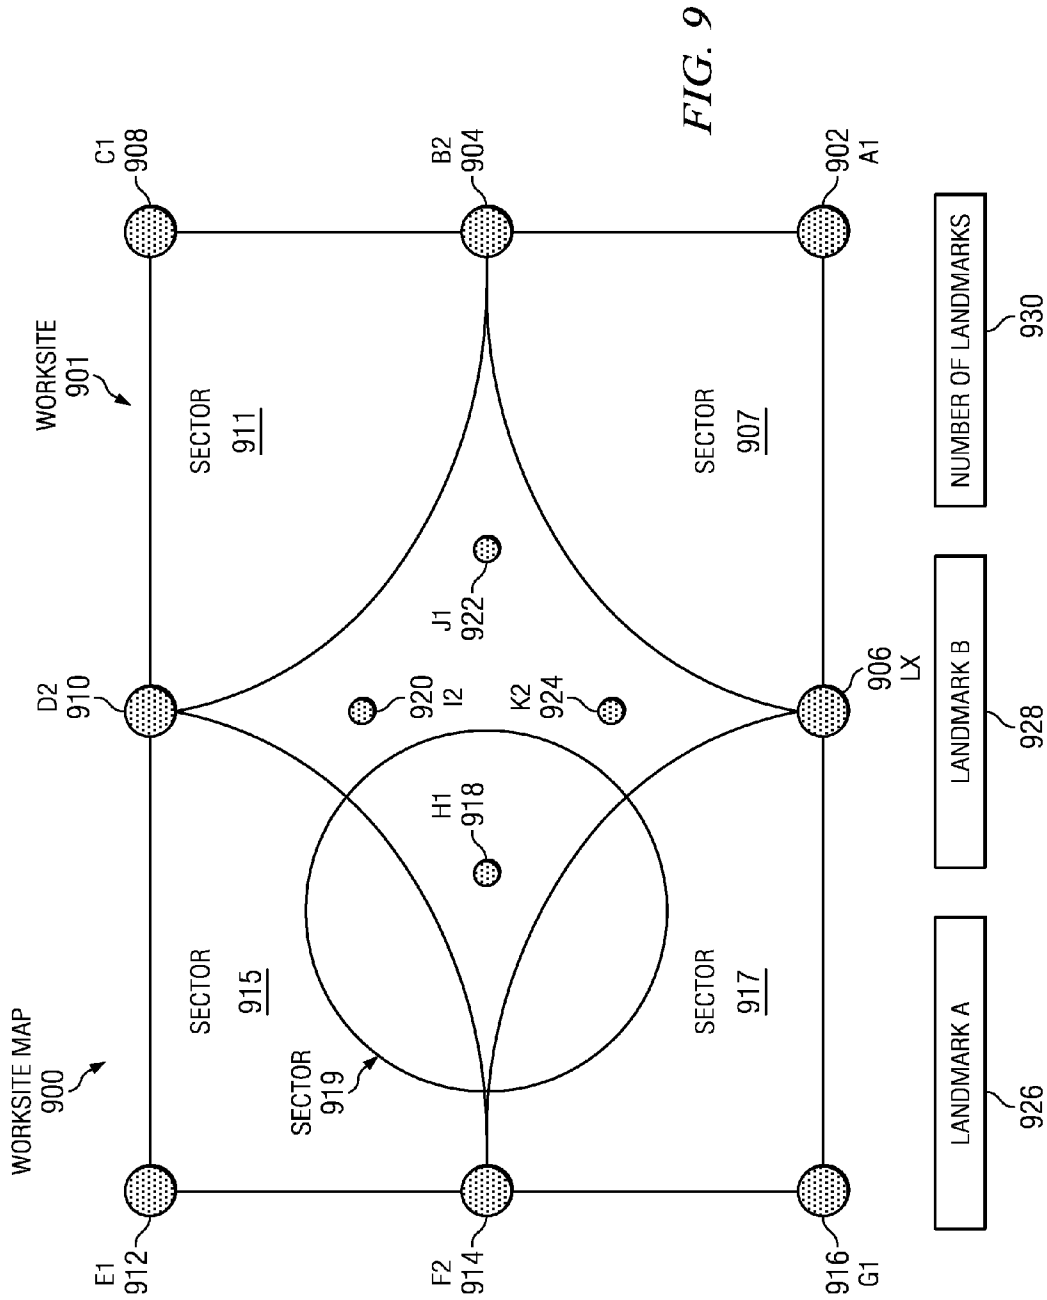 WORKSITE MAP
900
D2
910
WORKSITE
901
E1
912
C1
908
SECTOR
915
SECTOR
911
SECTOR
919
920
I2
F2
914
H1
918
J1
922
B2
904
K2
924
SECTOR
917
SECTOR
907
916
G1
906
LX
902
A1
LANDMARK A
926
LANDMARK B
928
NUMBER OF LANDMARKS
930
FIG. 9